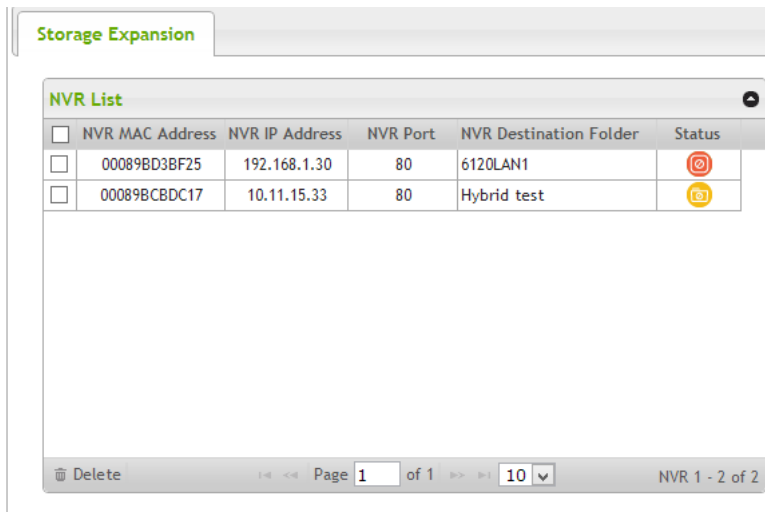 Storage Expansion
NVR List
NVR MAC Address NVR IP Address NVR Port NVR Destination Folder Status
00089BD3BF25 192.168.1.30 80 6120LAN1
00089BCBDC17 10.11.15.33 80 Hybrid test
Delete Page 1 of 1 10 NVR 1 - 2 of 2